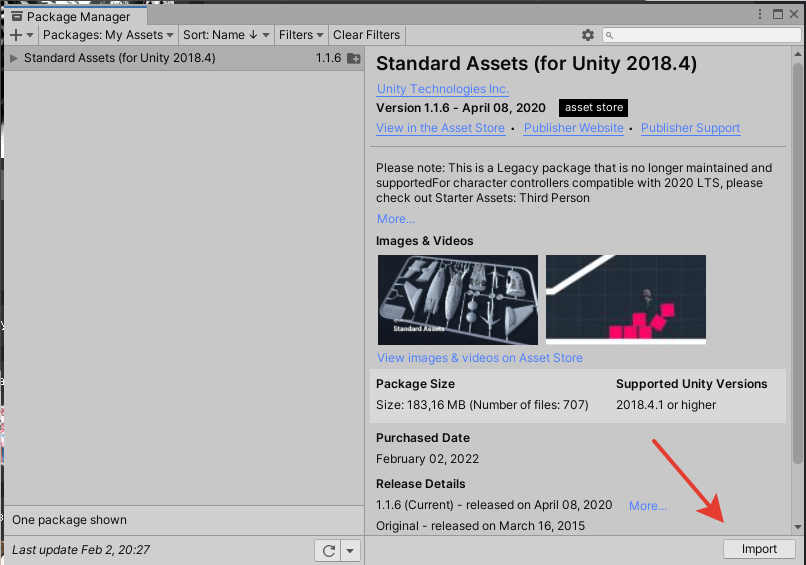 Package Manager
Packages: My Assets
Sort: Name ↓
Filters
Clear Filters
Standard Assets (for Unity 2018.4)
1.1.6
Standard Assets (for Unity 2018.4)
Unity Technologies Inc.
Version 1.1.6 - April 08, 2020
asset store
View in the Asset Store • Publisher Website • Publisher Support
Please note: This is a Legacy package that is no longer maintained and
supportedFor character controllers compatible with 2020 LTS, please
check out Starter Assets: Third Person
More...
Images & Videos
Standard Assets
View images & videos on Asset Store
Package Size
Size: 183,16 MB (Number of files: 707)
Supported Unity Versions
2018.4.1 or higher
Purchased Date
February 02, 2022
Release Details
1.1.6 (Current) - released on April 08, 2020
More...
Original - released on March 16, 2015
One package shown
Last update Feb 2, 20:27
Import